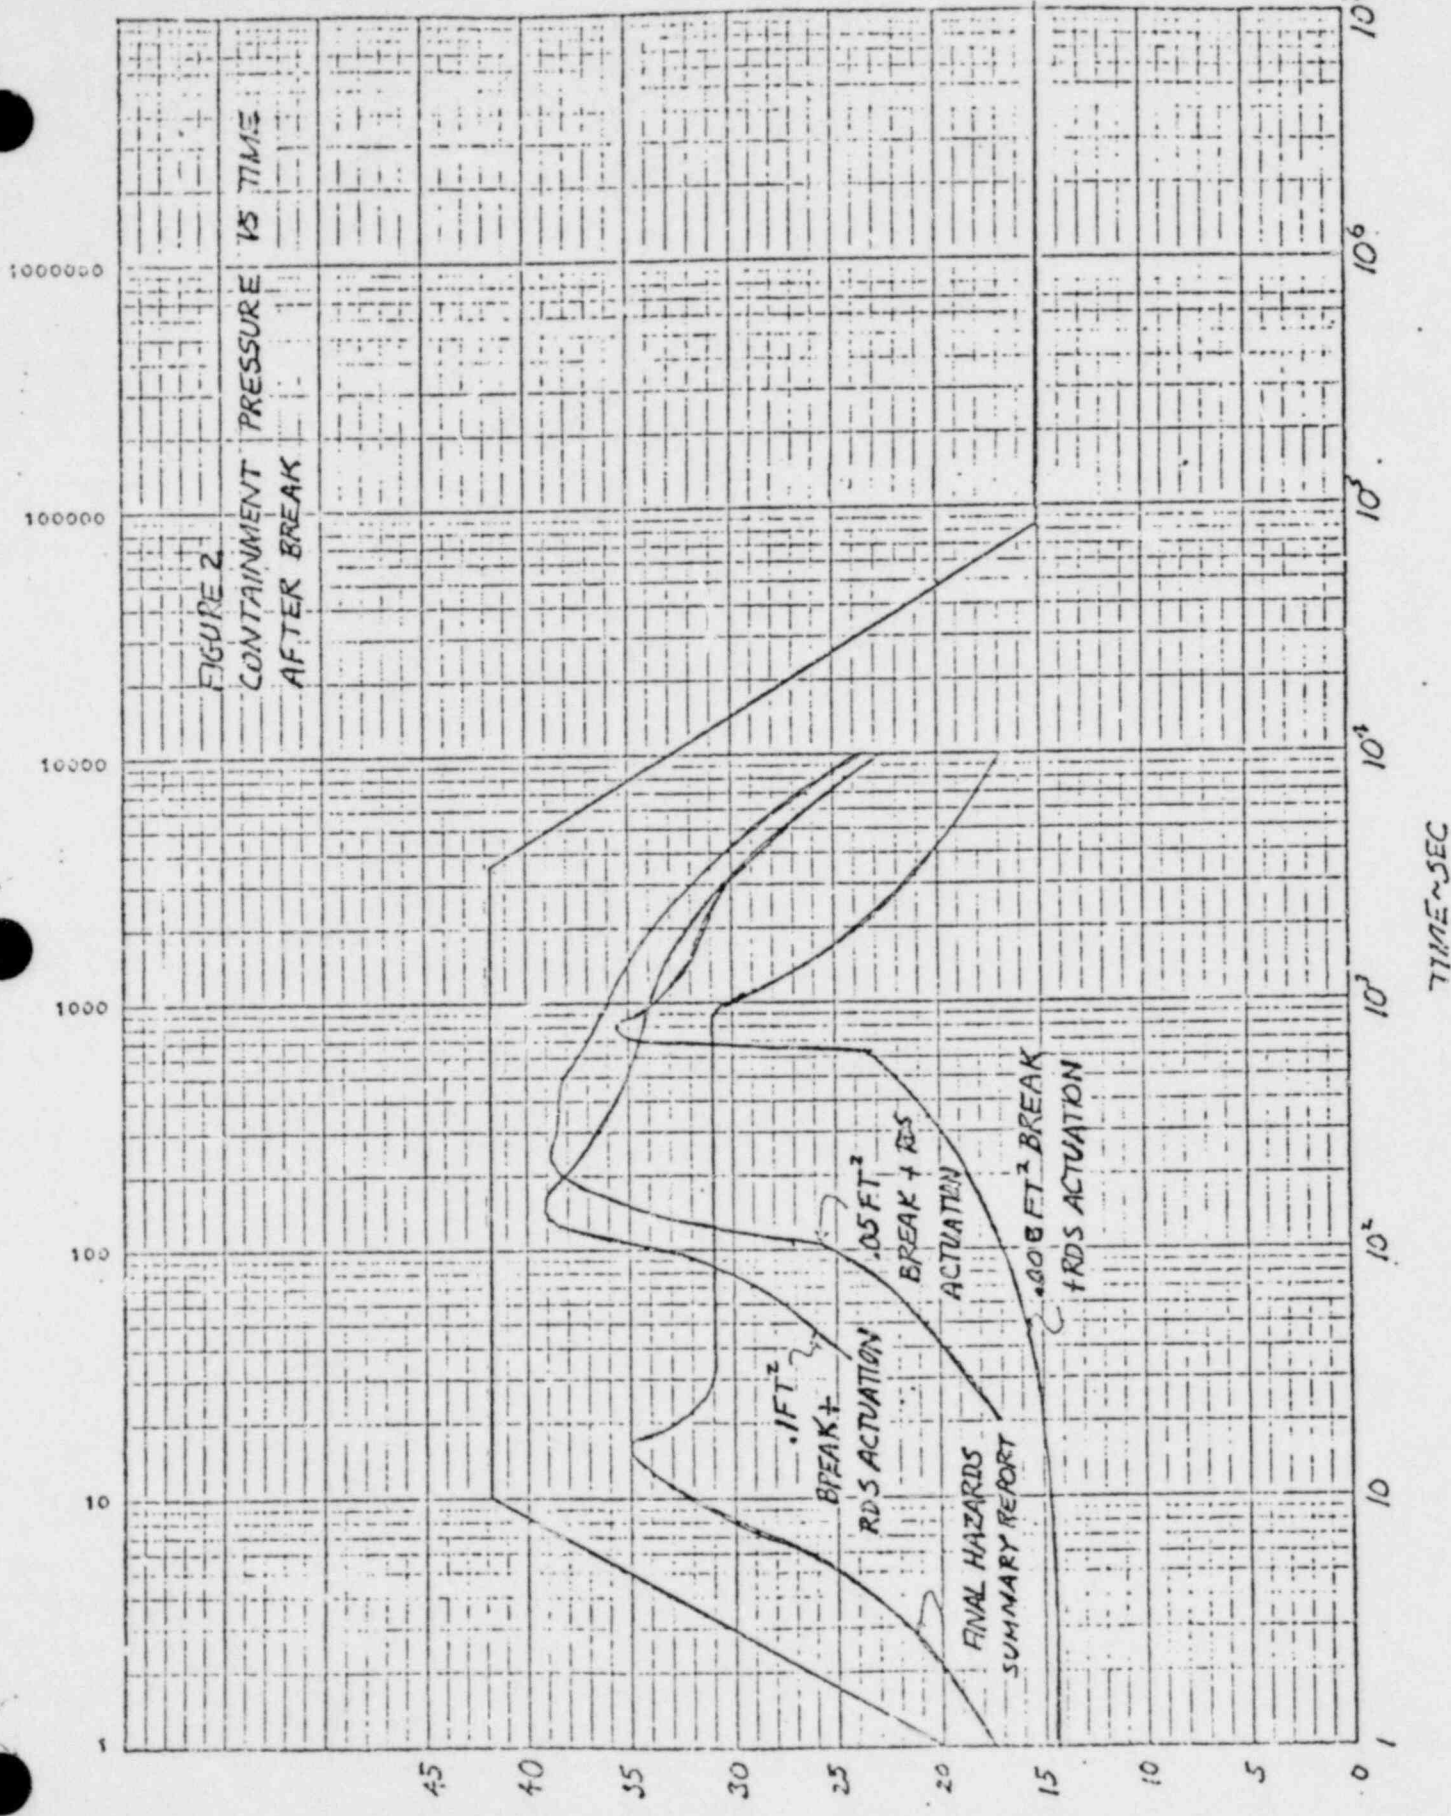 FIGURE 2
CONTAINMENT PRESSURE VS TIME
AFTER BREAK
1
10
100
1000
10000
100000
1000000
45
40
35
30
25
20
15
10
5
0
.1FT²
BREAK +
RDS ACTUATION
.05FT²
BREAK + RDS
ACTUATION
.008FT² BREAK
+RDS ACTUATION
FINAL HAZARDS
SUMMARY REPORT
1
10
10²
10³
10⁴
10⁶
TIME~SEC